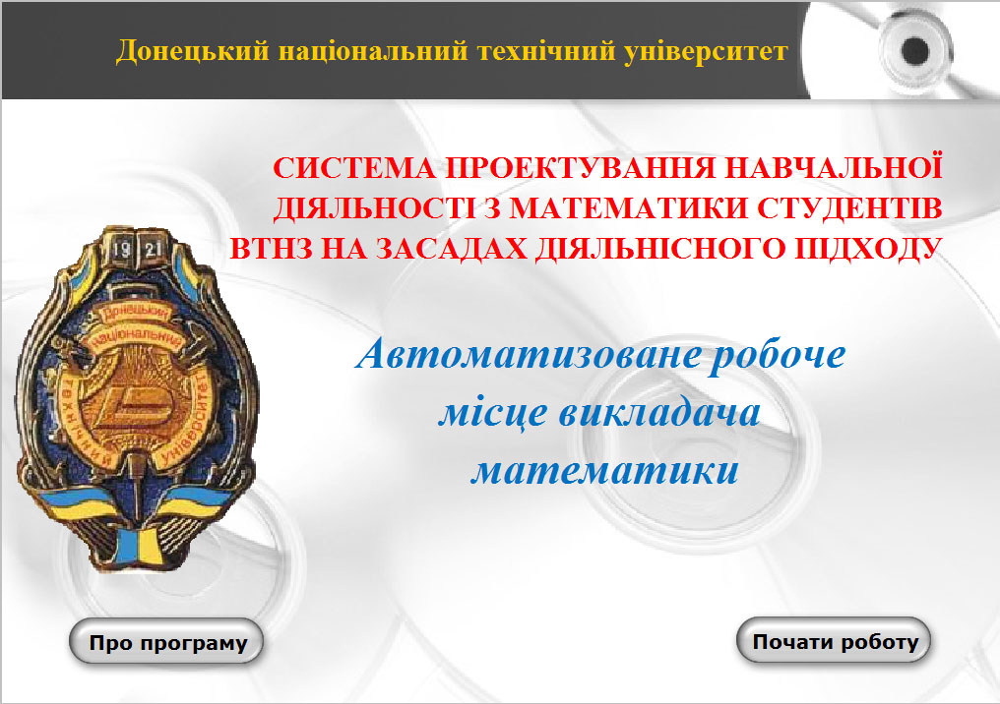 Донецький національний технічний університет
СИСТЕМА ПРОЕКТУВАННЯ НАВЧАЛЬНОЇ
ДІЯЛЬНОСТІ З МАТЕМАТИКИ СТУДЕНТІВ
ВТНЗ НА ЗАСАДАХ ДІЯЛЬНІСНОГО ПІДХОДУ
19 21
Донецький
національний
технічний
університет
Автоматизоване робоче
місце викладача
математики
Про програму
Почати роботу